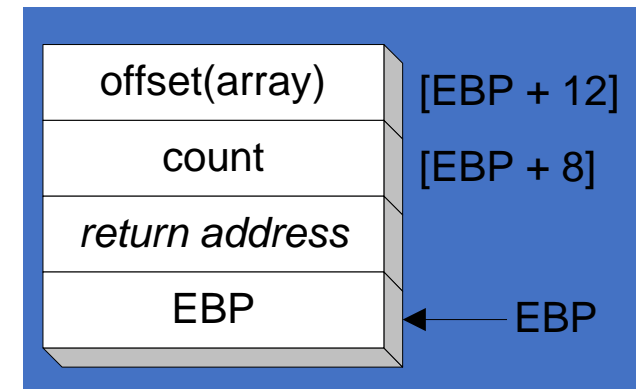 offset(array) [EBP + 12]
count [EBP + 8]
return address
EBP EBP